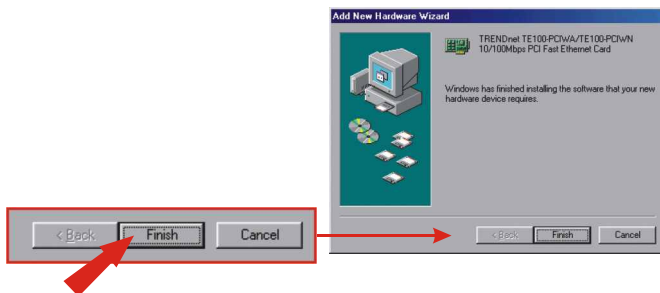 Add New Hardware Wizard
TRENDnet TE100-PCIWA/TE100-PCIWN
10/100Mbps PCI Fast Ethernet Card
Windows has finished installing the software that your new
hardware device requires.
< Back
Finish
Cancel
< Back
Finish
Cancel